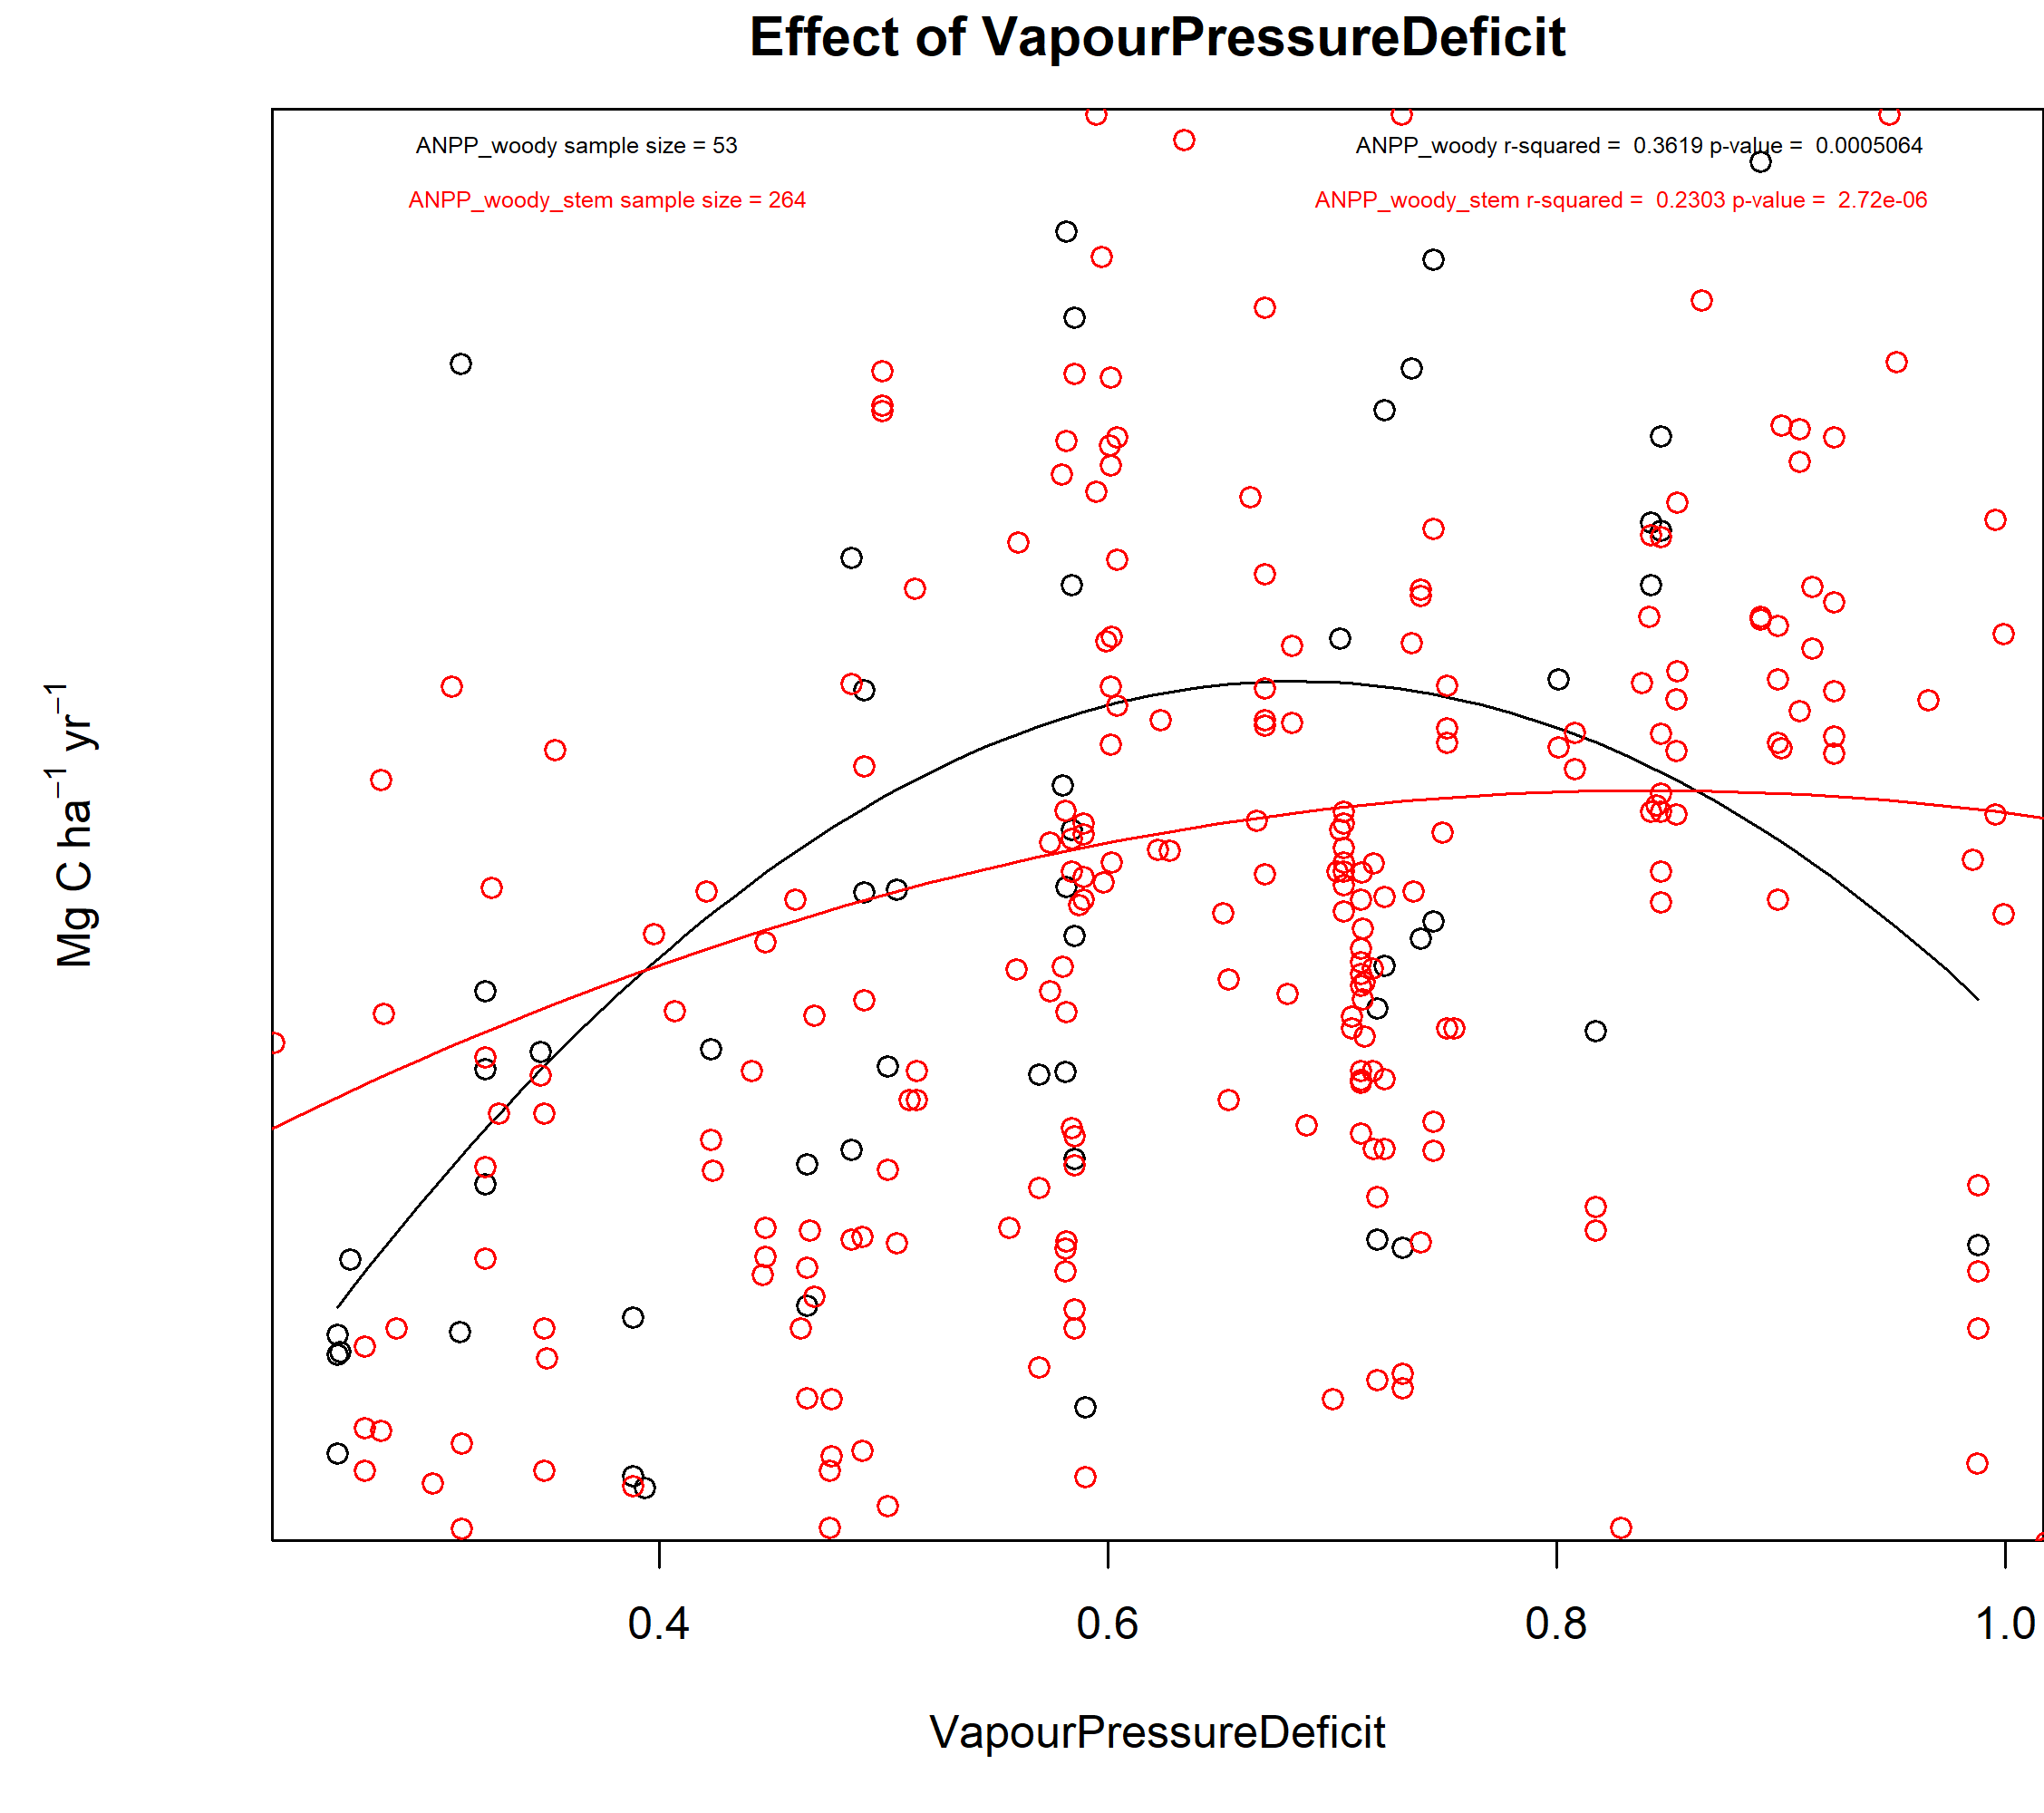 Effect of VapourPressureDeficit
ANPP_woody sample size = 53
ANPP_woody r-squared =  0.3619 p-value =  0.0005064
ANPP_woody_stem sample size = 264
ANPP_woody_stem r-squared =  0.2303 p-value =  2.72e-06
Mg C ha⁻¹ yr⁻¹
0.4 0.6 0.8 1.0
VapourPressureDeficit